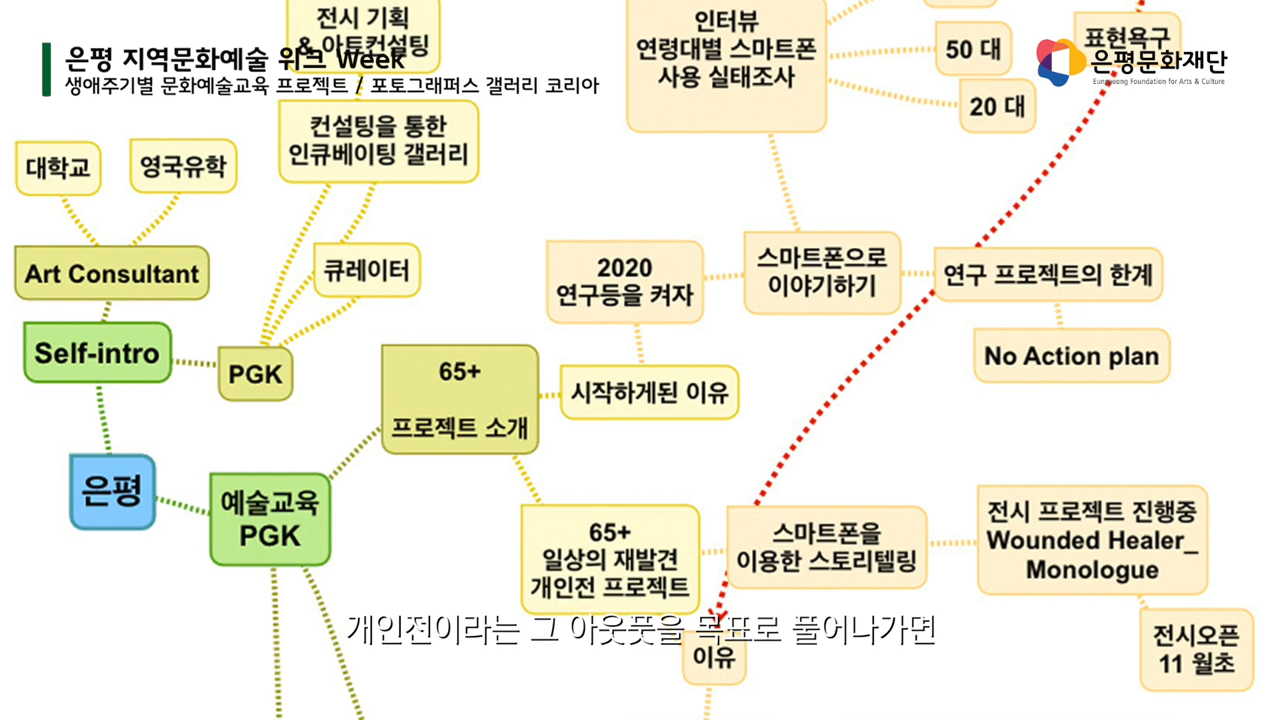 전시 기획
& 아트컨설팅
은평 지역문화예술 위크 Week
생애주기별 문화예술교육 프로젝트 / 포토그래퍼스 갤러리 코리아
인터뷰
연령대별 스마트폰
사용 실태조사
50 대
20 대
표현욕구
은평문화재단
Eunpyeong Foundation for Arts & Culture
컨설팅을 통한
인큐베이팅 갤러리
대학교
영국유학
Art Consultant
큐레이터
2020
연구등을 켜자
스마트폰으로
이야기하기
연구 프로젝트의 한계
No Action plan
Self-intro
PGK
65+
프로젝트 소개
시작하게된 이유
은평
예술교육
PGK
65+
일상의 재발견
개인전 프로젝트
스마트폰을
이용한 스토리텔링
전시 프로젝트 진행중
Wounded Healer_
Monologue
개인전이라는 그 아웃풋을 목표로 풀어나가면
이유
전시오픈
11 월초